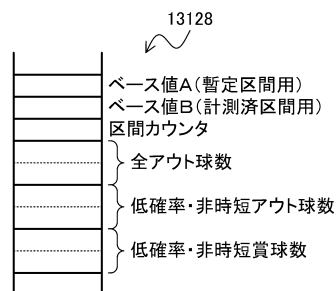 13128
ベース値A(暫定区間用)
ベース値B(計測済区間用)
区間カウンタ
全アウト球数
低確率・非時短アウト球数
低確率・非時短賞球数